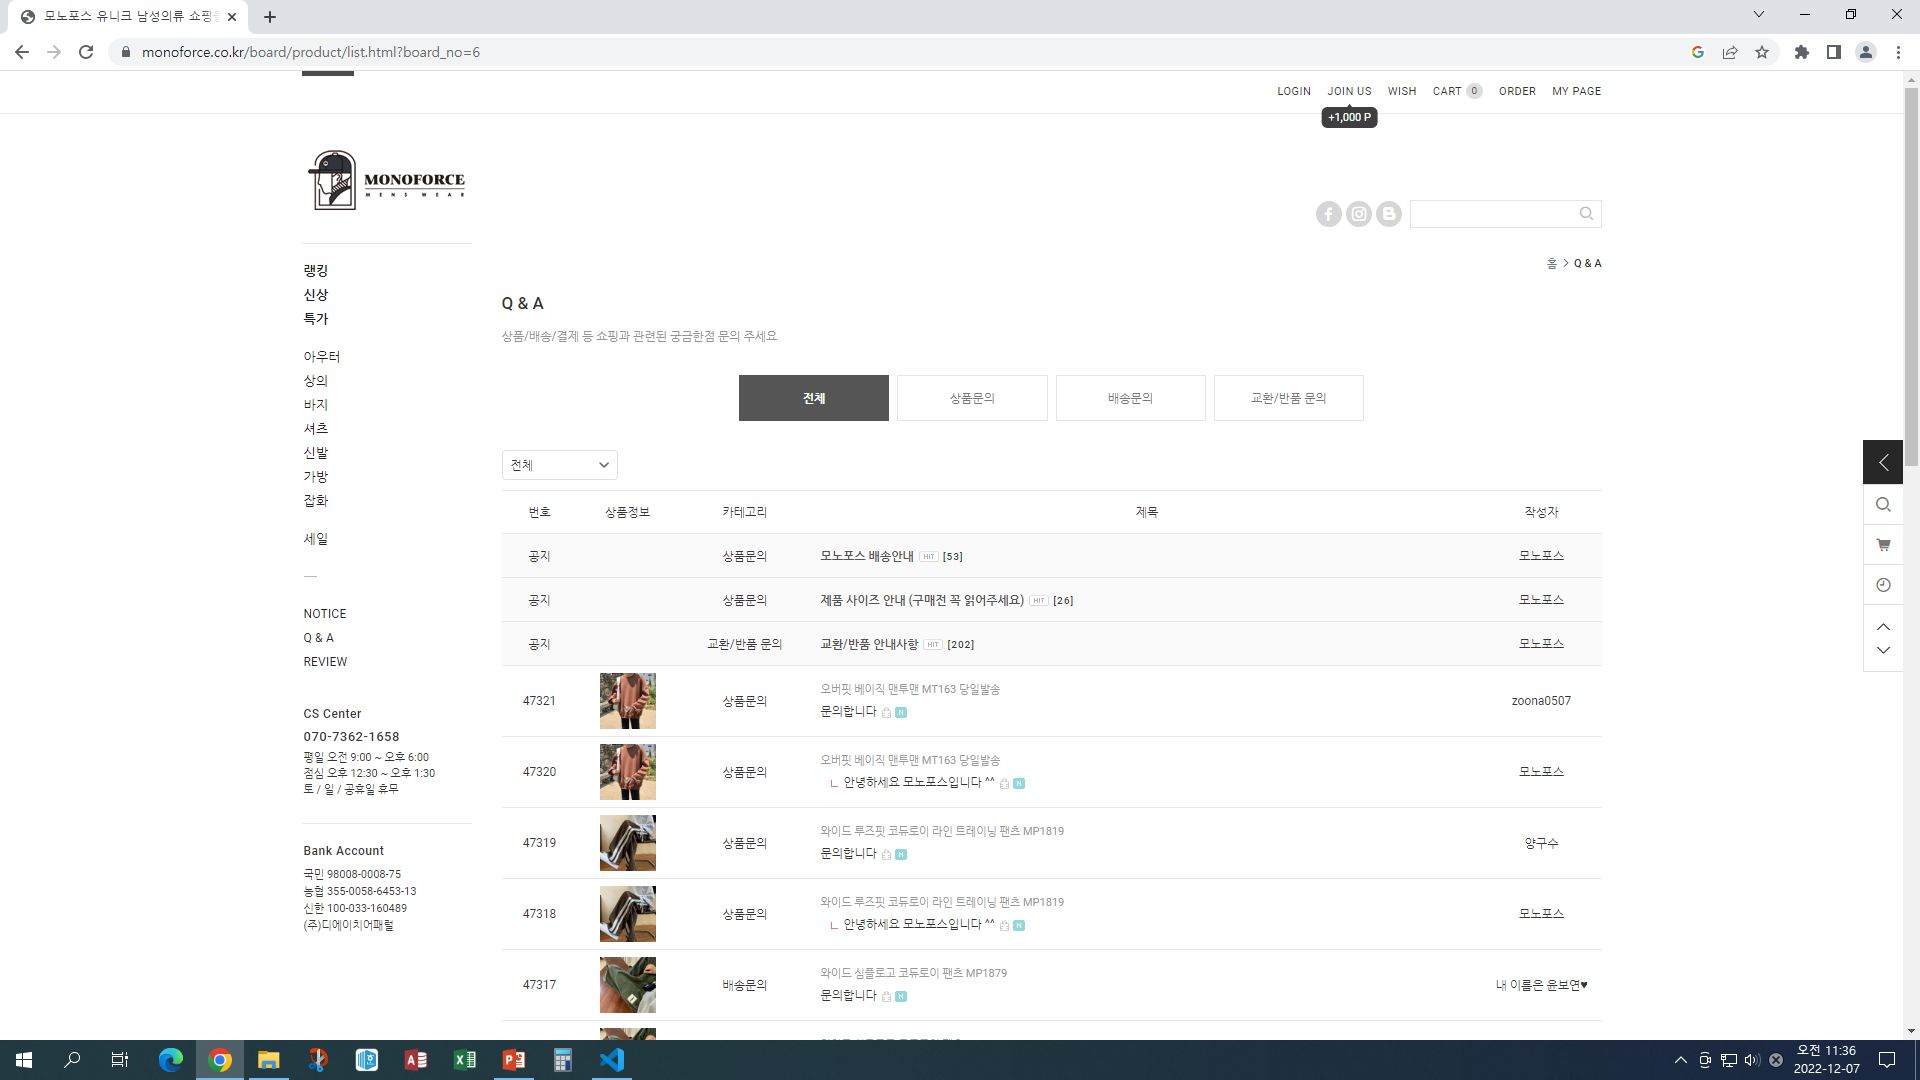 모노포스 유니크 남성의류 쇼핑몰
monoforce.co.kr/board/product/list.html?board_no=6
LOGIN JOIN US WISH CART 0 ORDER MY PAGE
+1,000 P
MONOFORCE
MENS WEAR
홈 > Q & A
랭킹
신상
특가
아우터
상의
바지
셔츠
신발
가방
잡화
세일
NOTICE
Q & A
REVIEW
CS Center
070-7362-1658
평일 오전 9:00 ~ 오후 6:00
점심 오후 12:30 ~ 오후 1:30
토 / 일 / 공휴일 휴무
Bank Account
국민 98008-0008-75
농협 355-0058-6453-13
신한 100-033-160489
(주)디에이치어패럴
Q & A
상품/배송/결제 등 쇼핑과 관련된 궁금한점 문의 주세요
전체 상품문의 배송문의 교환/반품 문의
전체
번호 상품정보 카테고리 제목 작성자
공지 상품문의 모노포스 배송안내 HIT [53] 모노포스
공지 상품문의 제품 사이즈 안내 (구매전 꼭 읽어주세요) HIT [26] 모노포스
공지 교환/반품 문의 교환/반품 안내사항 HIT [202] 모노포스
오버핏 베이직 맨투맨 MT163 당일발송
47321 상품문의 문의합니다 N zoona0507
오버핏 베이직 맨투맨 MT163 당일발송
47320 상품문의 안녕하세요 모노포스입니다 ^^ N 모노포스
와이드 루즈핏 코듀로이 라인 트레이닝 팬츠 MP1819
47319 상품문의 문의합니다 N 양구수
와이드 루즈핏 코듀로이 라인 트레이닝 팬츠 MP1819
47318 상품문의 안녕하세요 모노포스입니다 ^^ N 모노포스
와이드 심플로고 코듀로이 팬츠 MP1879
47317 배송문의 문의합니다 N 내 이름은 윤보연♥
오전 11:36
2022-12-07